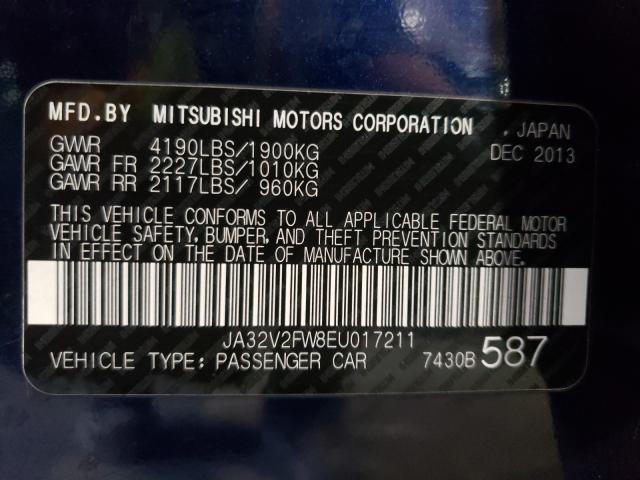 MFD.BY MITSUBISHI MOTORS CORPORATION , JAPAN
GVWR 4190LBS/1900KG DEC 2013
GAWR FR 2227LBS/1010KG
GAWR RR 2117LBS/ 960KG
THIS VEHICLE CONFORMS TO ALL APPLICABLE FEDERAL MOTOR
VEHICLE SAFETY, BUMPER, AND THEFT PREVENTION STANDARDS
IN EFFECT ON THE DATE OF MANUFACTURE SHOWN ABOVE.
JA32V2FW8EU017211
VEHICLE TYPE: PASSENGER CAR 7430B 587